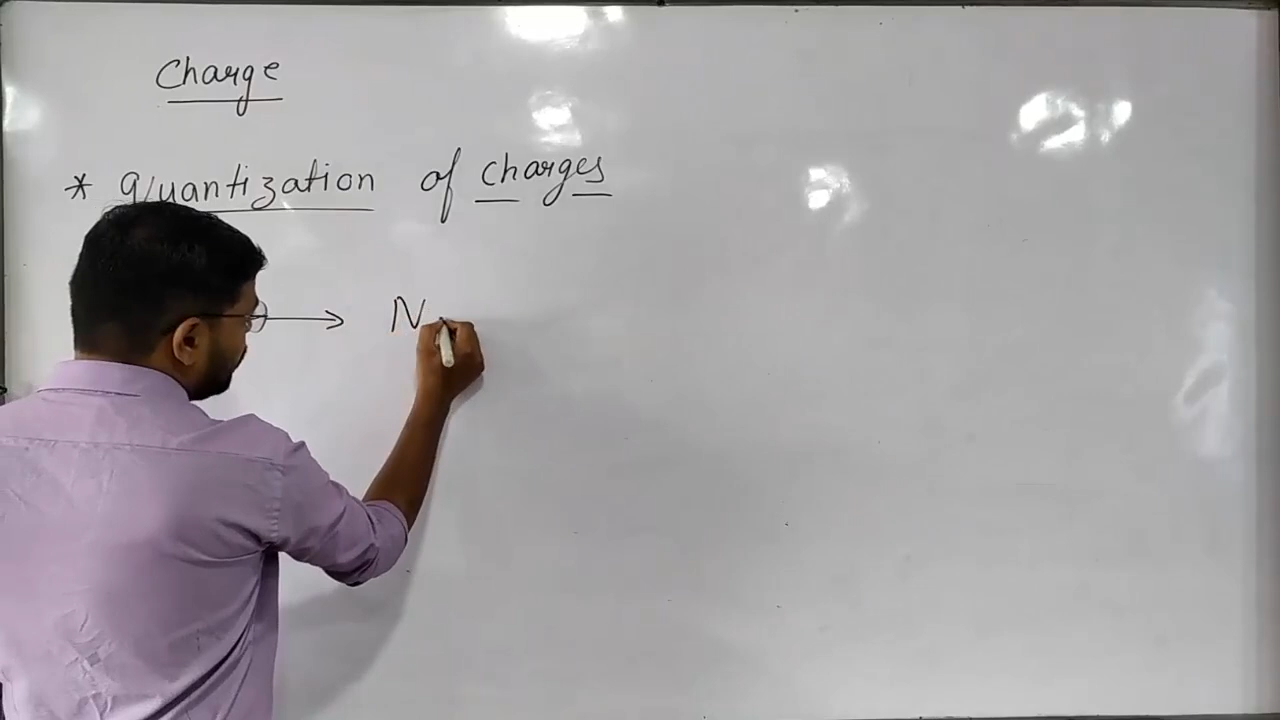 Charge
* quantization of charges
→ N